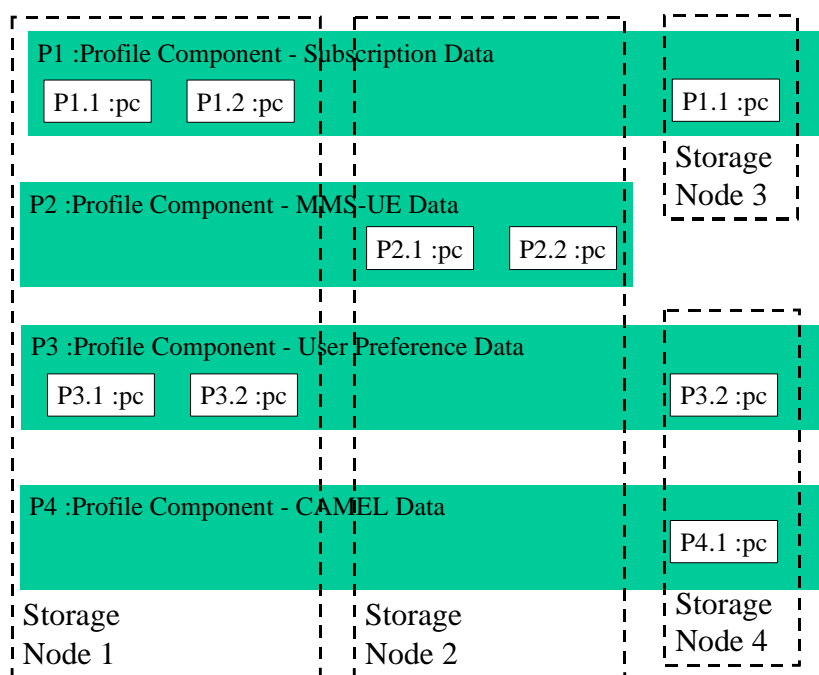 P1 :Profile Component - Subscription Data
P1.1 :pc
P1.2 :pc
P1.1 :pc
Storage
Node 3
P2 :Profile Component - MMS-UE Data
P2.1 :pc
P2.2 :pc
P3 :Profile Component - User Preference Data
P3.1 :pc
P3.2 :pc
P3.2 :pc
P4 :Profile Component - CAMEL Data
P4.1 :pc
Storage
Node 1
Storage
Node 2
Storage
Node 4